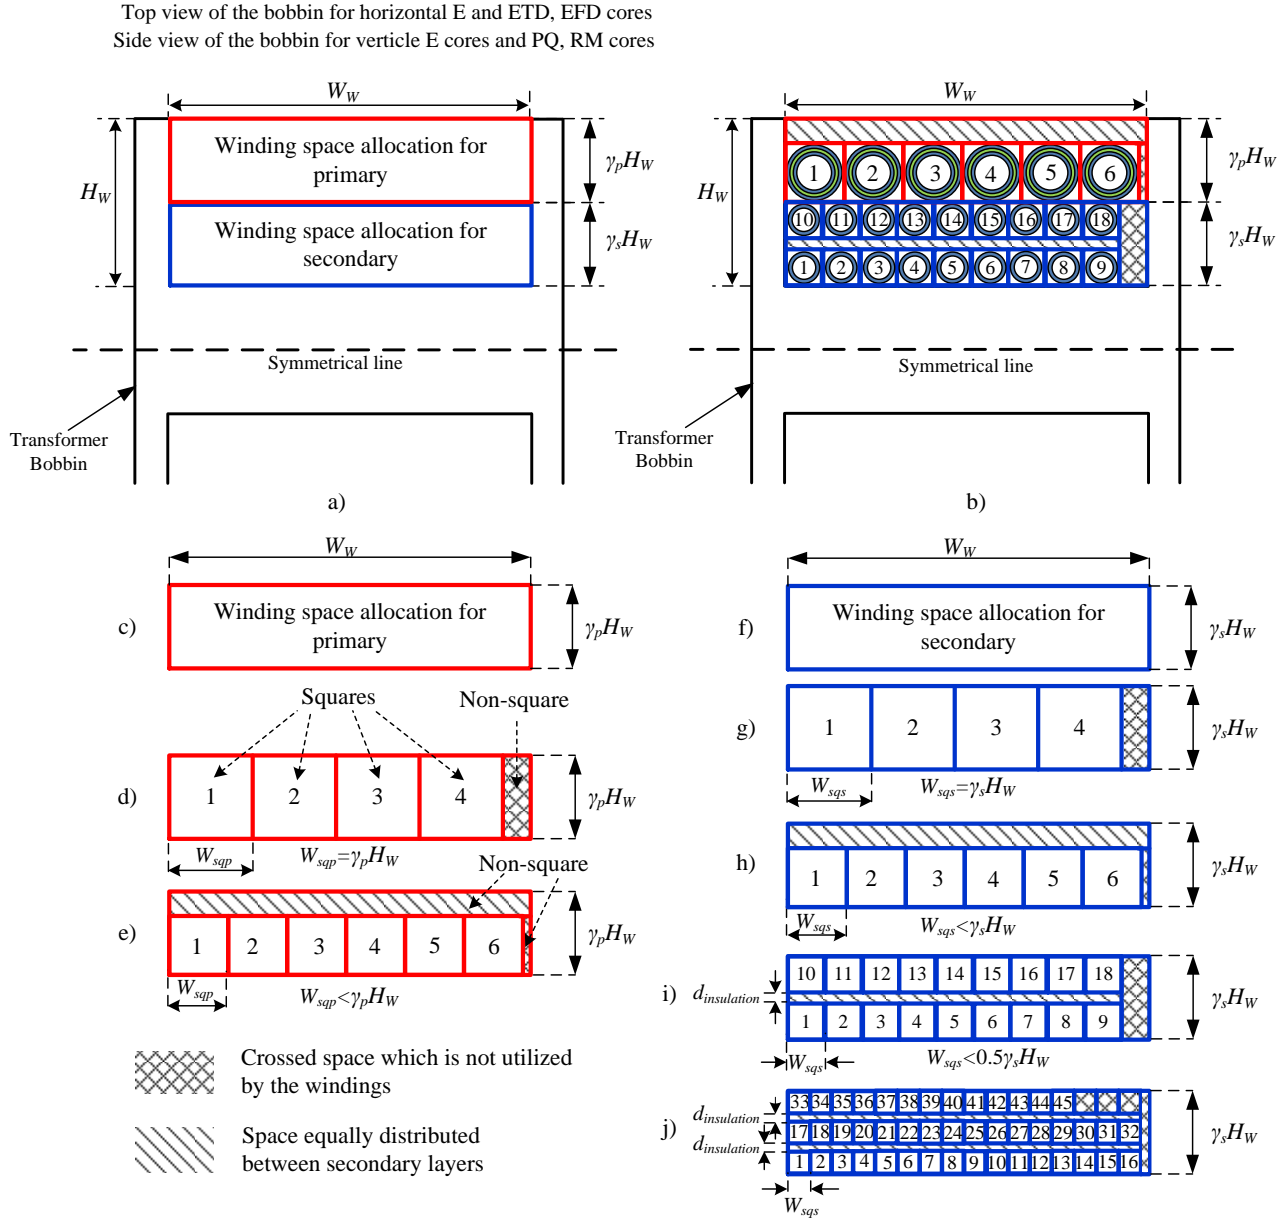 Top view of the bobbin for horizontal E and ETD, EFD cores
Side view of the bobbin for verticle E cores and PQ, RM cores
W_W
H_W
Winding space allocation for
primary
γ_pH_W
Winding space allocation for
secondary
γ_sH_W
Symmetrical line
Transformer
Bobbin
a)
W_W
H_W
1 2 3 4 5 6
γ_pH_W
10 11 12 13 14 15 16 17 18
γ_sH_W
1 2 3 4 5 6 7 8 9
Symmetrical line
Transformer
Bobbin
b)
W_W
c)
Winding space allocation for
primary
γ_pH_W
Squares
Non-square
d)
1 2 3 4
γ_pH_W
W_sqp
W_sqp=γ_pH_W
Non-square
e)
1 2 3 4 5 6
γ_pH_W
W_sqp
W_sqp<γ_pH_W
Crossed space which is not utilized
by the windings
Space equally distributed
between secondary layers
W_W
f)
Winding space allocation for
secondary
γ_sH_W
g)
1 2 3 4
γ_sH_W
W_sqs
W_sqs=γ_sH_W
h)
1 2 3 4 5 6
γ_sH_W
W_sqs
W_sqs<γ_sH_W
10 11 12 13 14 15 16 17 18
i)
d_insulation
γ_sH_W
1 2 3 4 5 6 7 8 9
W_sqs
W_sqs<0.5γ_sH_W
33 34 35 36 37 38 39 40 41 42 43 44 45
d_insulation
j)
17 18 19 20 21 22 23 24 25 26 27 28 29 30 31 32
γ_sH_W
d_insulation
1 2 3 4 5 6 7 8 9 10 11 12 13 14 15 16
W_sqs